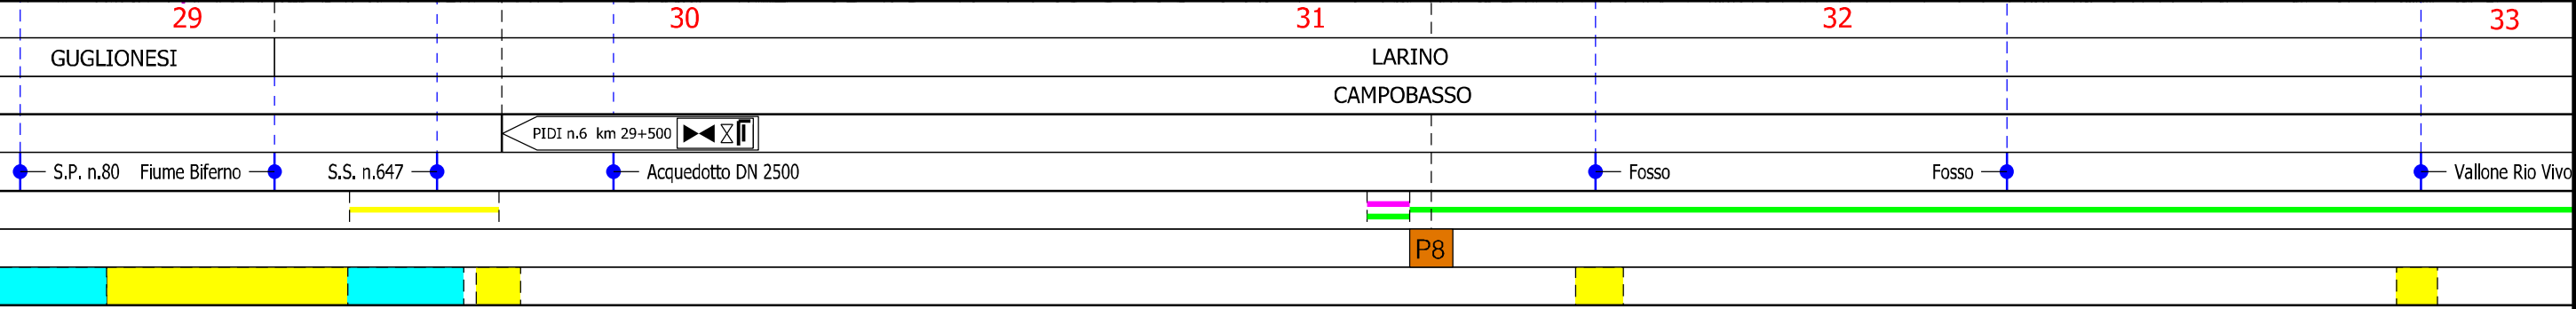 29 30 31 32 33
GUGLIONESI LARINO
CAMPOBASSO
PIDI n.6 km 29+500
S.P. n.80 Fiume Biferno S.S. n.647 Acquedotto DN 2500 Fosso Fosso Vallone Rio Vivo
P8